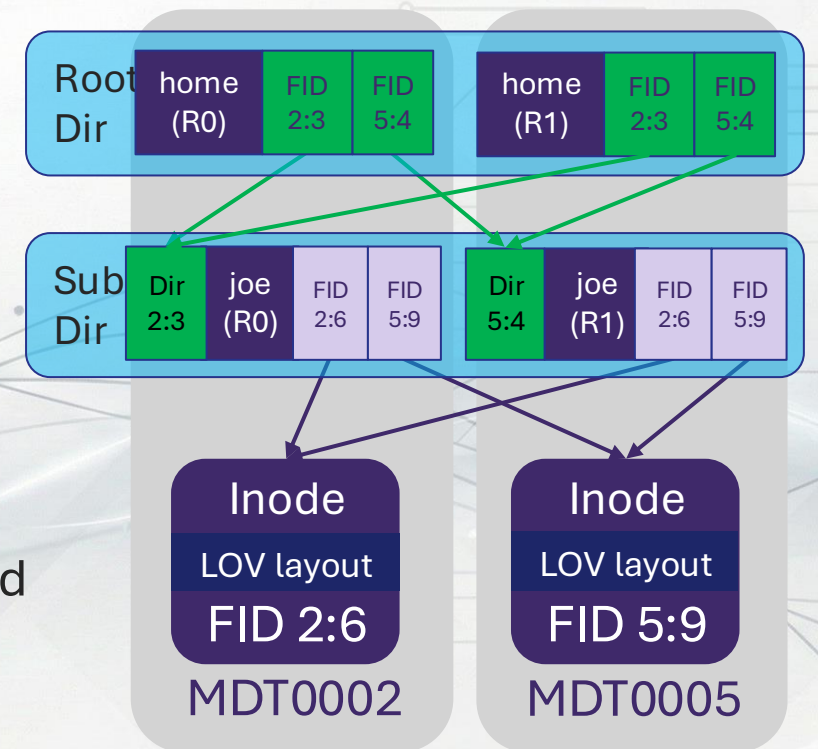 Root
Dir
home
(R0)
FID
2:3
FID
5:4
home
(R1)
FID
2:3
FID
5:4
Sub
Dir
Dir
2:3
joe
(R0)
FID
2:6
FID
5:9
Dir
5:4
joe
(R1)
FID
2:6
FID
5:9
Inode
LOV layout
FID 2:6
MDT0002
Inode
LOV layout
FID 5:9
MDT0005
d